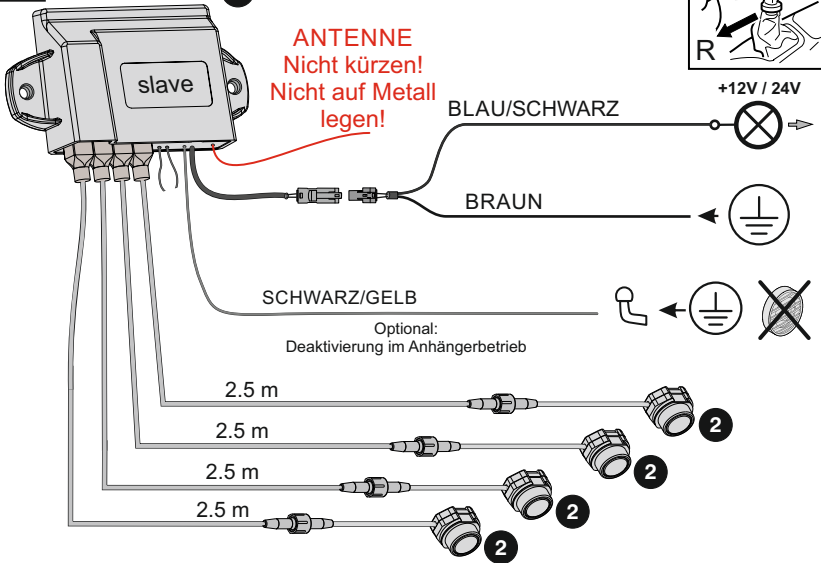 R
slave
ANTENNE
Nicht kürzen!
Nicht auf Metall
legen!
+12V / 24V
BLAU/SCHWARZ
BRAUN
SCHWARZ/GELB
Optional:
Deaktivierung im Anhängerbetrieb
2.5 m
2
2.5 m
2
2.5 m
2
2.5 m
2